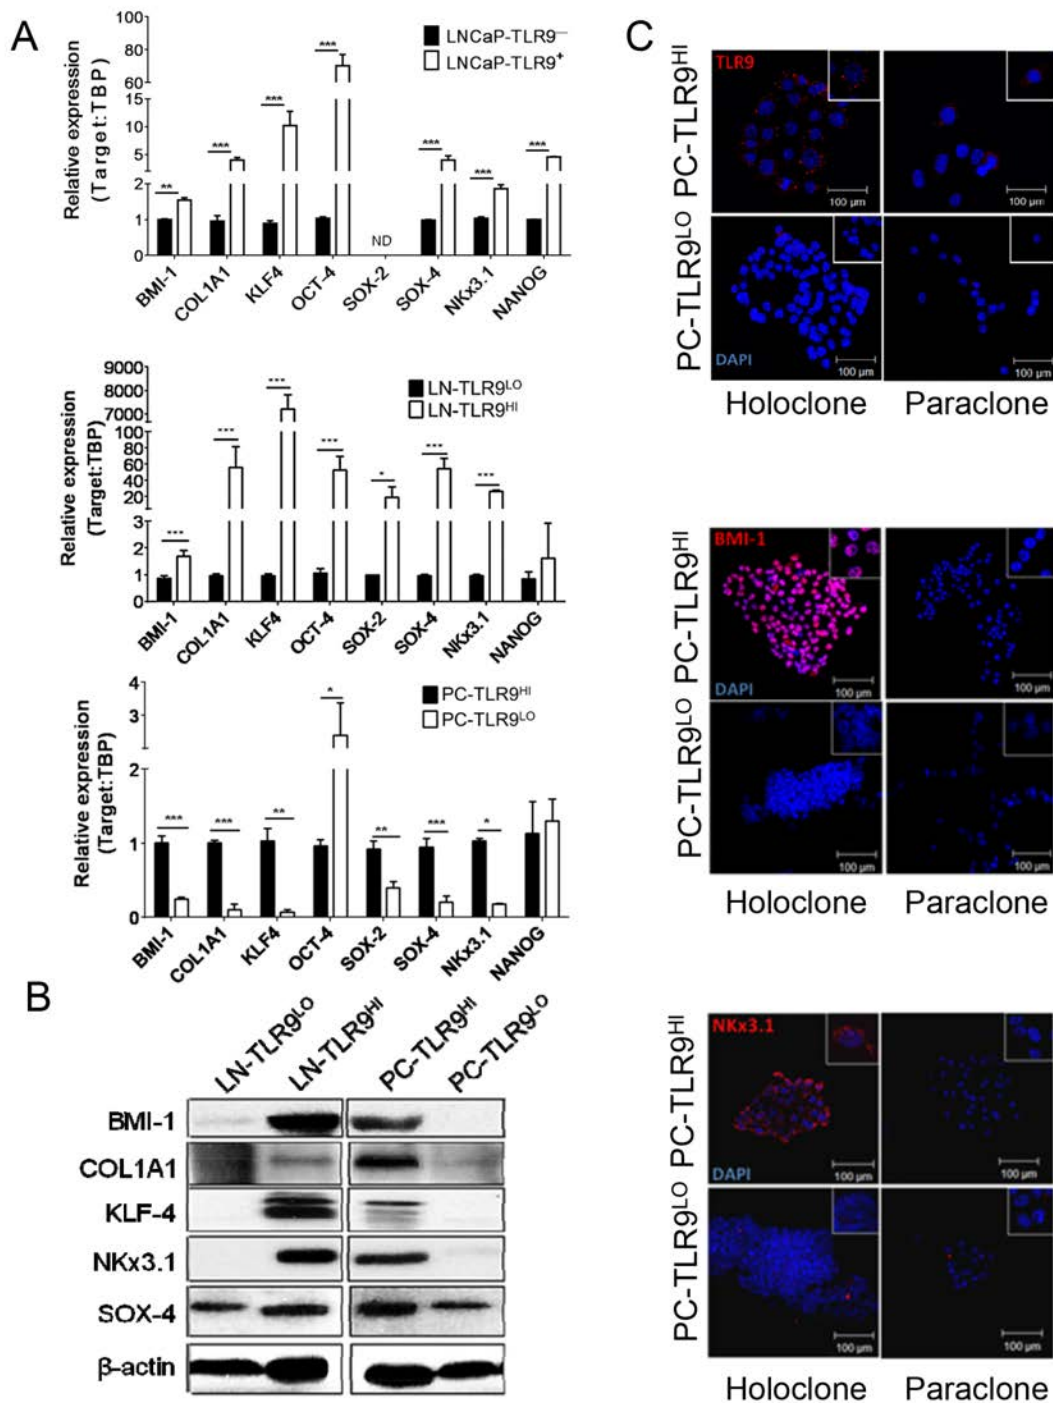 A
Relative expression
(Target:TBP)
100
80
60
15
10
5
2
1
0
LNCaP-TLR9⁻
LNCaP-TLR9⁺
**
***
***
***
ND
***
***
***
BMI-1
COL1A1
KLF4
OCT-4
SOX-2
SOX-4
NKx3.1
NANOG
Relative expression
(Target:TBP)
9000
8000
7000
100
80
60
40
20
3
2
1
0
LN-TLR9ᴸᴼ
LN-TLR9ᴴᴵ
***
***
***
***
*
***
***
BMI-1
COL1A1
KLF4
OCT-4
SOX-2
SOX-4
NKx3.1
NANOG
Relative expression
(Target:TBP)
4
3
2
1
0
PC-TLR9ᴴᴵ
PC-TLR9ᴸᴼ
***
***
**
*
**
***
*
BMI-1
COL1A1
KLF4
OCT-4
SOX-2
SOX-4
NKx3.1
NANOG
B
LN-TLR9ᴸᴼ
LN-TLR9ᴴᴵ
PC-TLR9ᴴᴵ
PC-TLR9ᴸᴼ
BMI-1
COL1A1
KLF-4
NKx3.1
SOX-4
β-actin
C
PC-TLR9ᴴᴵ
PC-TLR9ᴸᴼ
TLR9
100 µm
100 µm
DAPI
100 µm
100 µm
Holoclone
Paraclone
PC-TLR9ᴴᴵ
PC-TLR9ᴸᴼ
BMI-1
DAPI
100 µm
100 µm
100 µm
100 µm
Holoclone
Paraclone
PC-TLR9ᴴᴵ
PC-TLR9ᴸᴼ
NKx3.1
DAPI
100 µm
100 µm
100 µm
100 µm
Holoclone
Paraclone